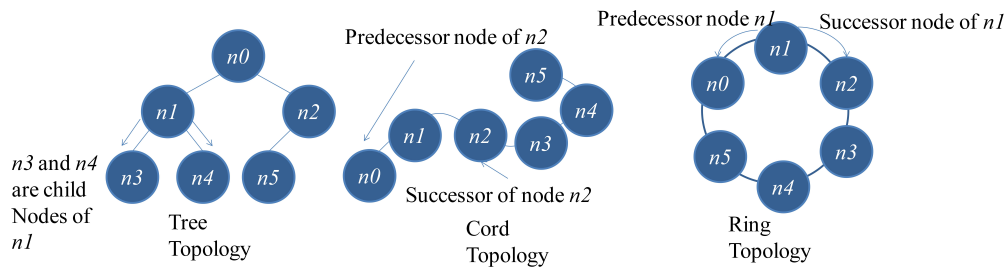 n0
n1
n2
n3
n4
n5
n3 and n4
are child
Nodes of
n1
Tree
Topology
Predecessor node of n2
n5
n4
n1
n2
n3
n0
Successor of node n2
Cord
Topology
Predecessor node n1
Successor node of n1
n1
n0
n2
n5
n3
n4
Ring
Topology